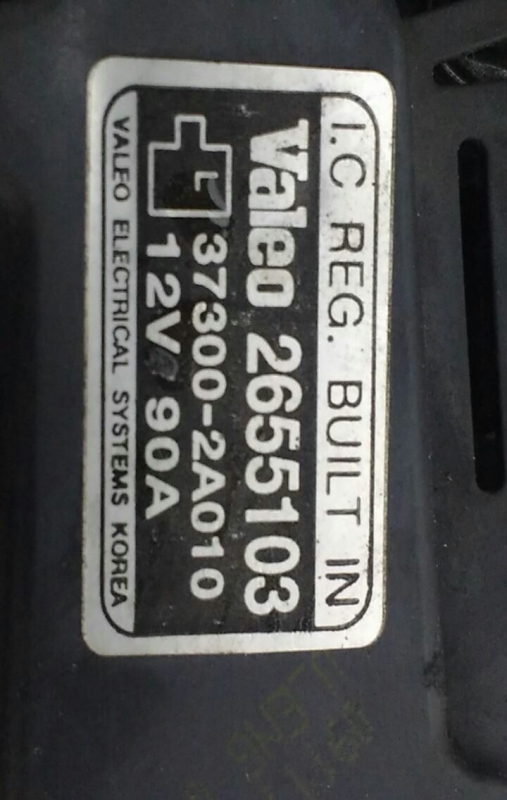 I.C REG. BUILT IN
Valeo 2655103
L 37300-2A010
12V 90A
VALEO ELECTRICAL SYSTEMS KOREA